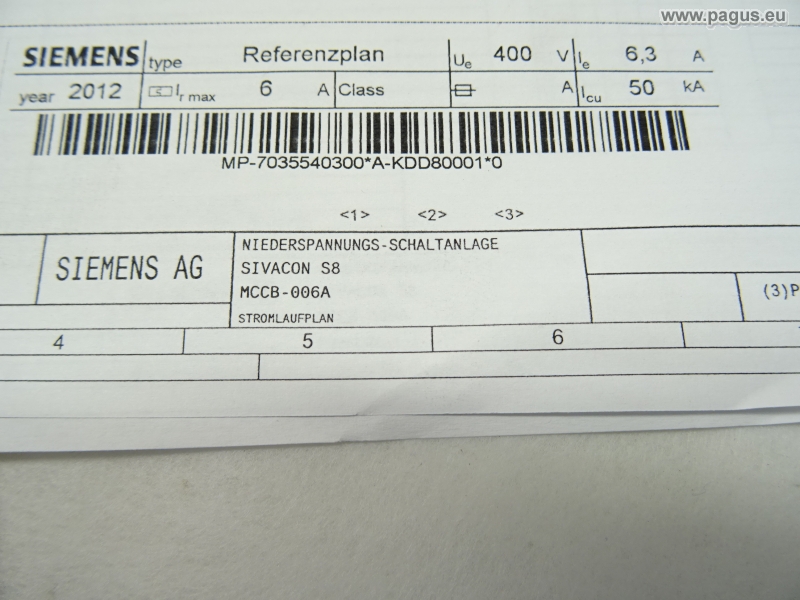 www.pagus.eu
SIEMENS type Referenzplan Ue 400 V Ie 6,3 A
year 2012 Ir max 6 A Class A Icu 50 kA
MP-7035540300*A-KDD80001*0
<1> <2> <3>
NIEDERSPANNUNGS-SCHALTANLAGE
SIEMENS AG SIVACON S8
MCCB-006A (3)P
STROMLAUFPLAN
4 5 6